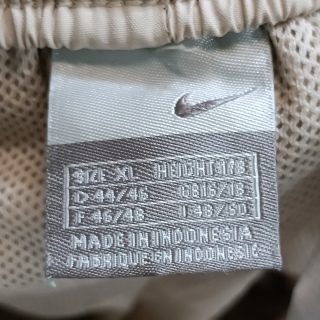 SIZE XL HEIGHT 178
D 44/46 GB 16/18
F 46/48 I 48/50
MADE IN INDONESIA
FABRIQUE EN INDONESIE